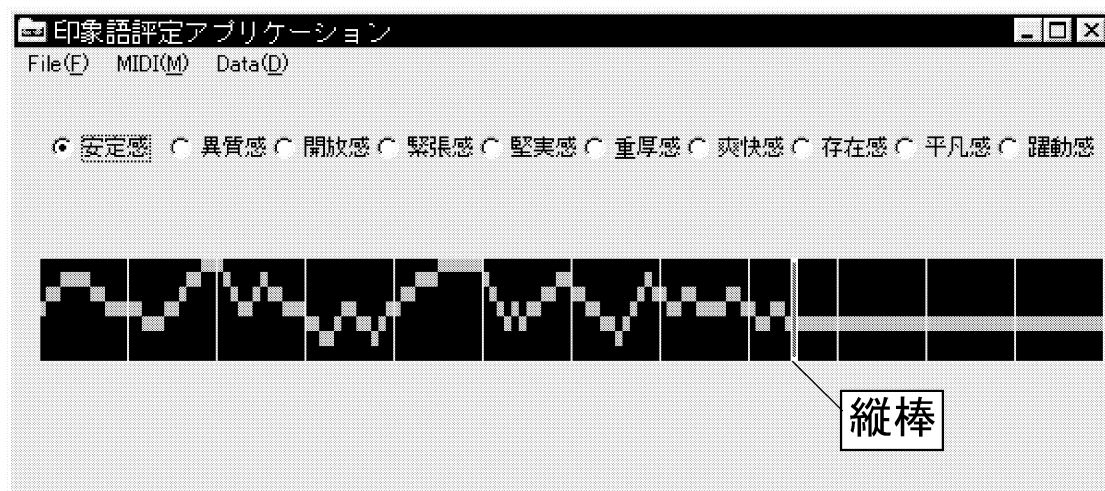 印象語評定アプリケーション
File(F) MIDI(M) Data(D)
安定感 異質感 開放感 緊張感 堅実感 重厚感 爽快感 存在感 平凡感 躍動感
縦棒